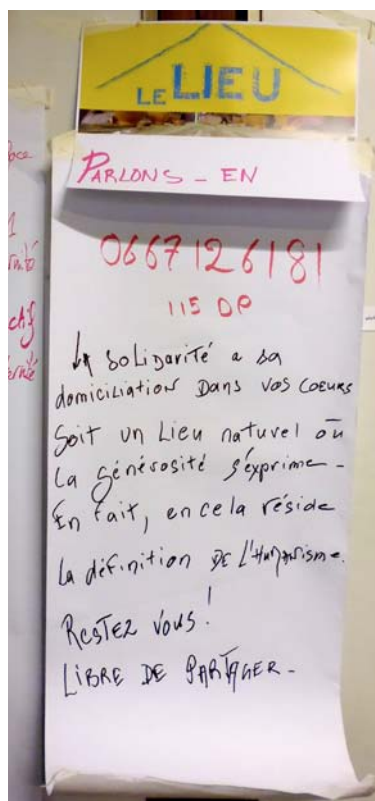 LE LIEU
PARLONS - EN
0667126181
115 DP
La soliDarité a sa
domiciliation Dans vos Coeurs
Soit un Lieu naturel où
La générosité s'exprime -
En fait, en cela réside
La définition DE L'Humanisme.
RESTEZ VOUS !
LIBRE DE PARTAGER -